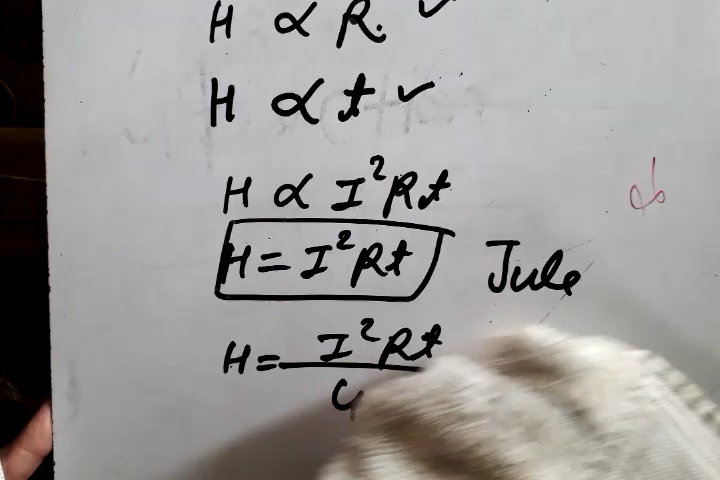 H ∝ R. ✓
H ∝ t ✓
H ∝ I²Rt
H = I²Rt Jule
H = I²Rt